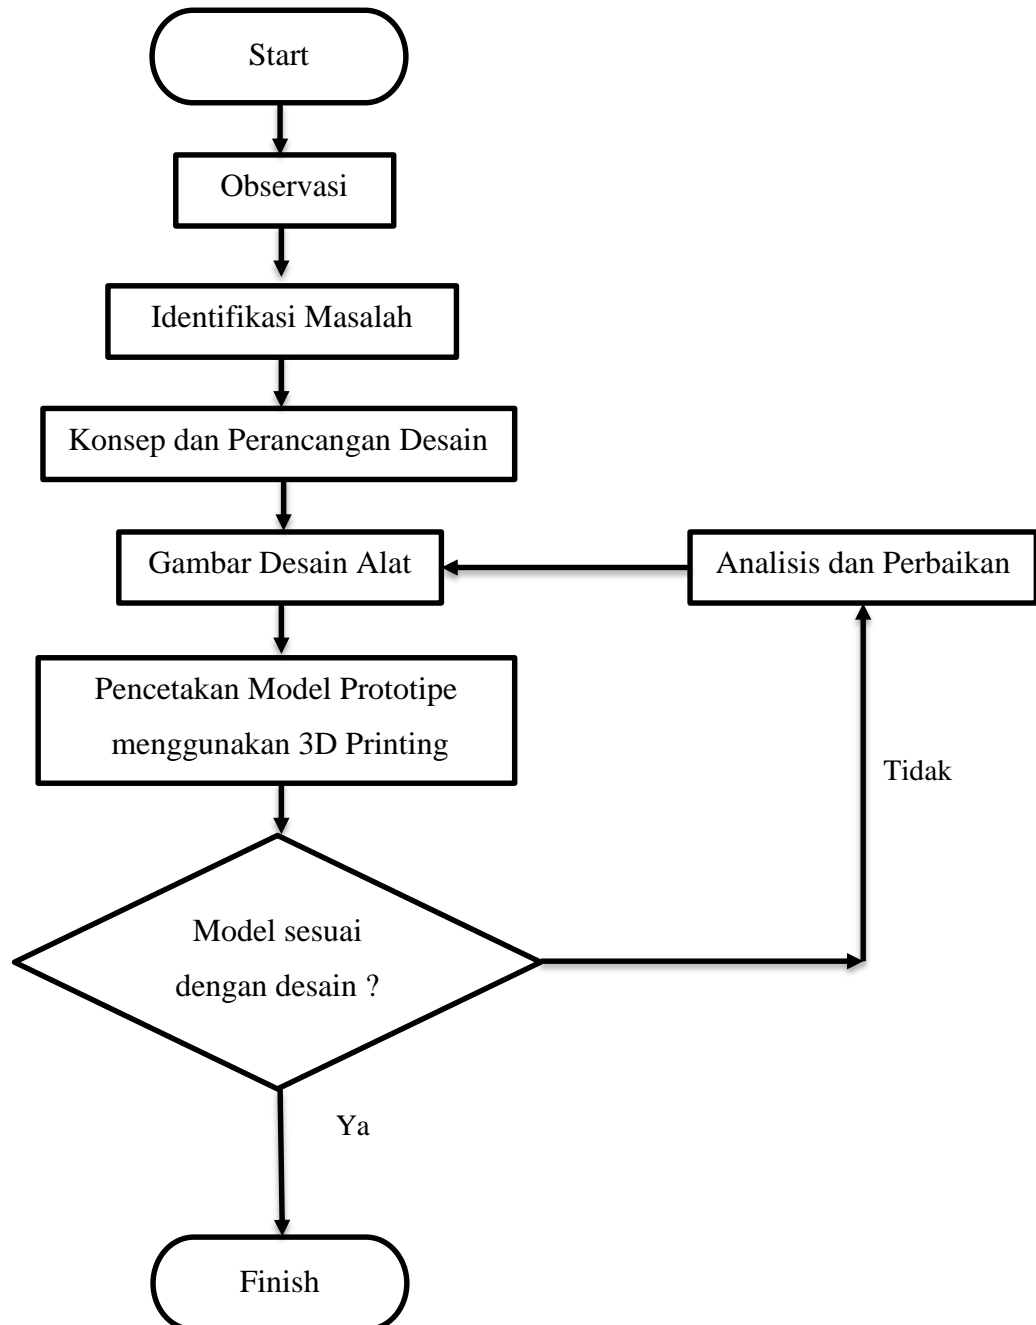 Start
Observasi
Identifikasi Masalah
Konsep dan Perancangan Desain
Gambar Desain Alat
Analisis dan Perbaikan
Pencetakan Model Prototipe
menggunakan 3D Printing
Tidak
Model sesuai
dengan desain ?
Ya
Finish